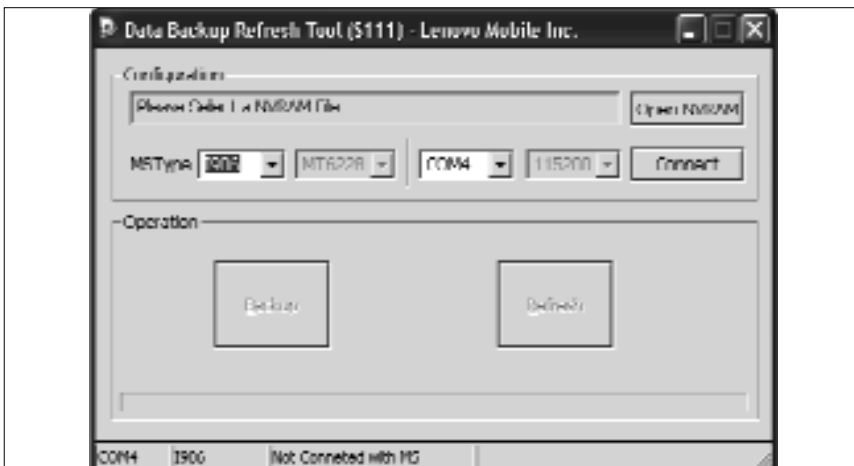 Data Backup Refresh Tool (S111) - Lenovo Mobile Inc.
Configuration
Please Select a NVRAM File Open NVRAM
MSType I906 MT6228 COM4 115200 Connect
Operation
Backup Refresh
COM4 I906 Not Conneted with MS